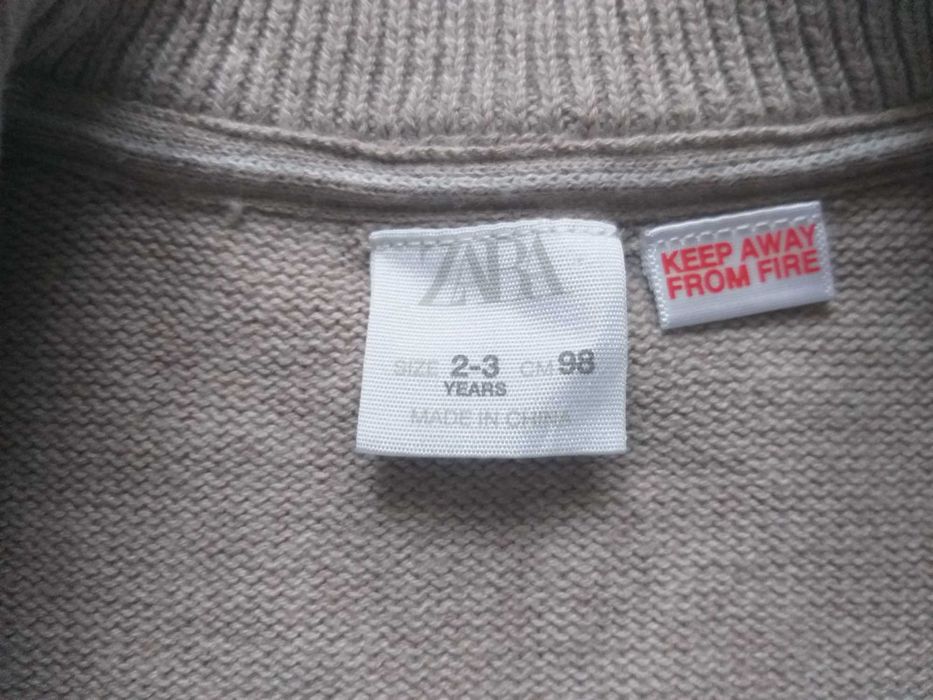 ZARA
SIZE 2-3 CM 98
YEARS
MADE IN CHINA
KEEP AWAY
FROM FIRE